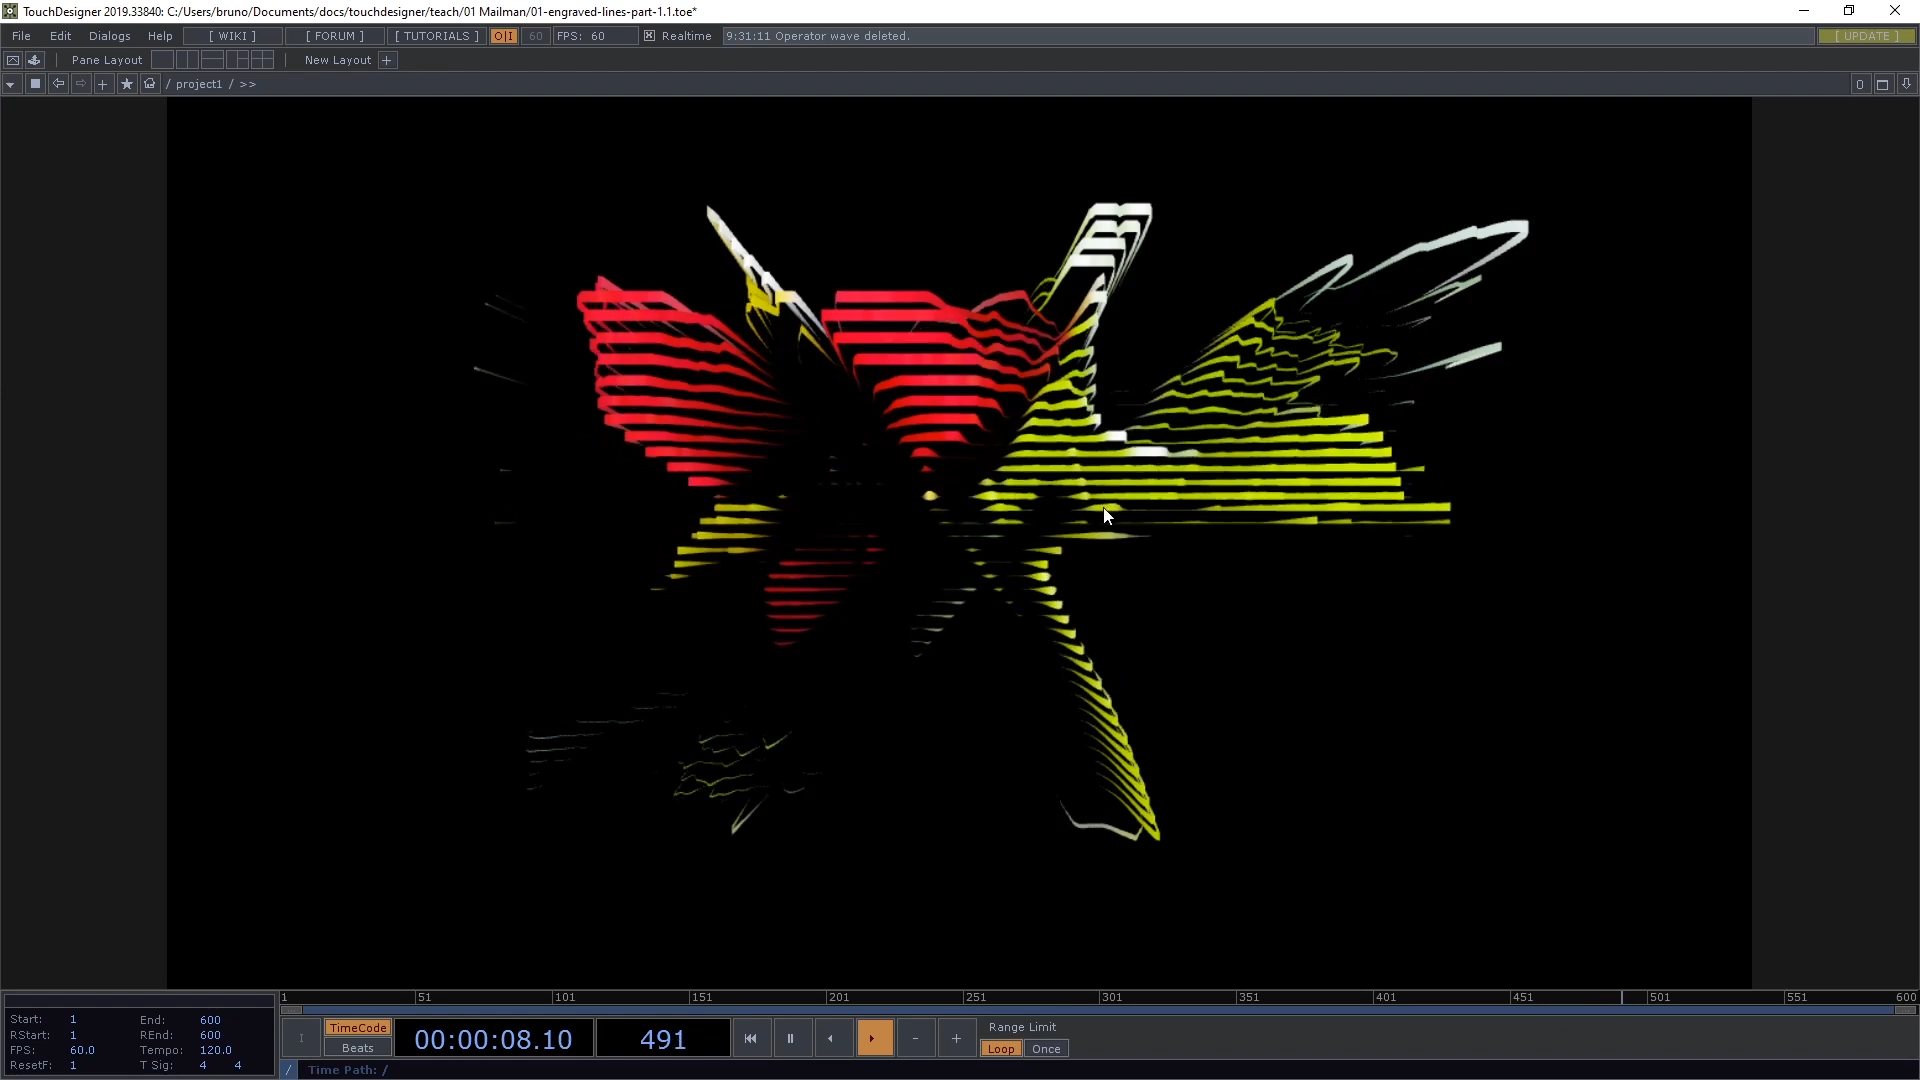 TouchDesigner 2019.33840: C:/Users/bruno/Documents/docs/touchdesigner/teach/01 Mailman/01-engraved-lines-part-1.1.toe*
File Edit Dialogs Help [ WIKI ] [ FORUM ] [ TUTORIALS ] O|I 60 FPS: 60 Realtime 9:31:11 Operator wave deleted. [ UPDATE ]
Pane Layout New Layout +
/ project1 / >> 0
1 51 101 151 201 251 301 351 401 451 501 551 600
Start: 1 End: 600
RStart: 1 REnd: 600
FPS: 60.0 Tempo: 120.0
ResetF: 1 T Sig: 4 4
I TimeCode 00:00:08.10 491 - + Range Limit
Beats Loop Once
/ Time Path: /